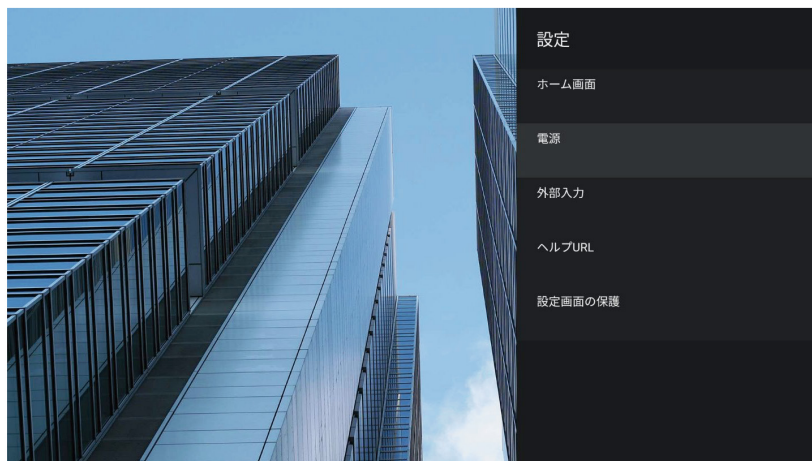 設定
ホーム画面
電源
外部入力
ヘルプURL
設定画面の保護